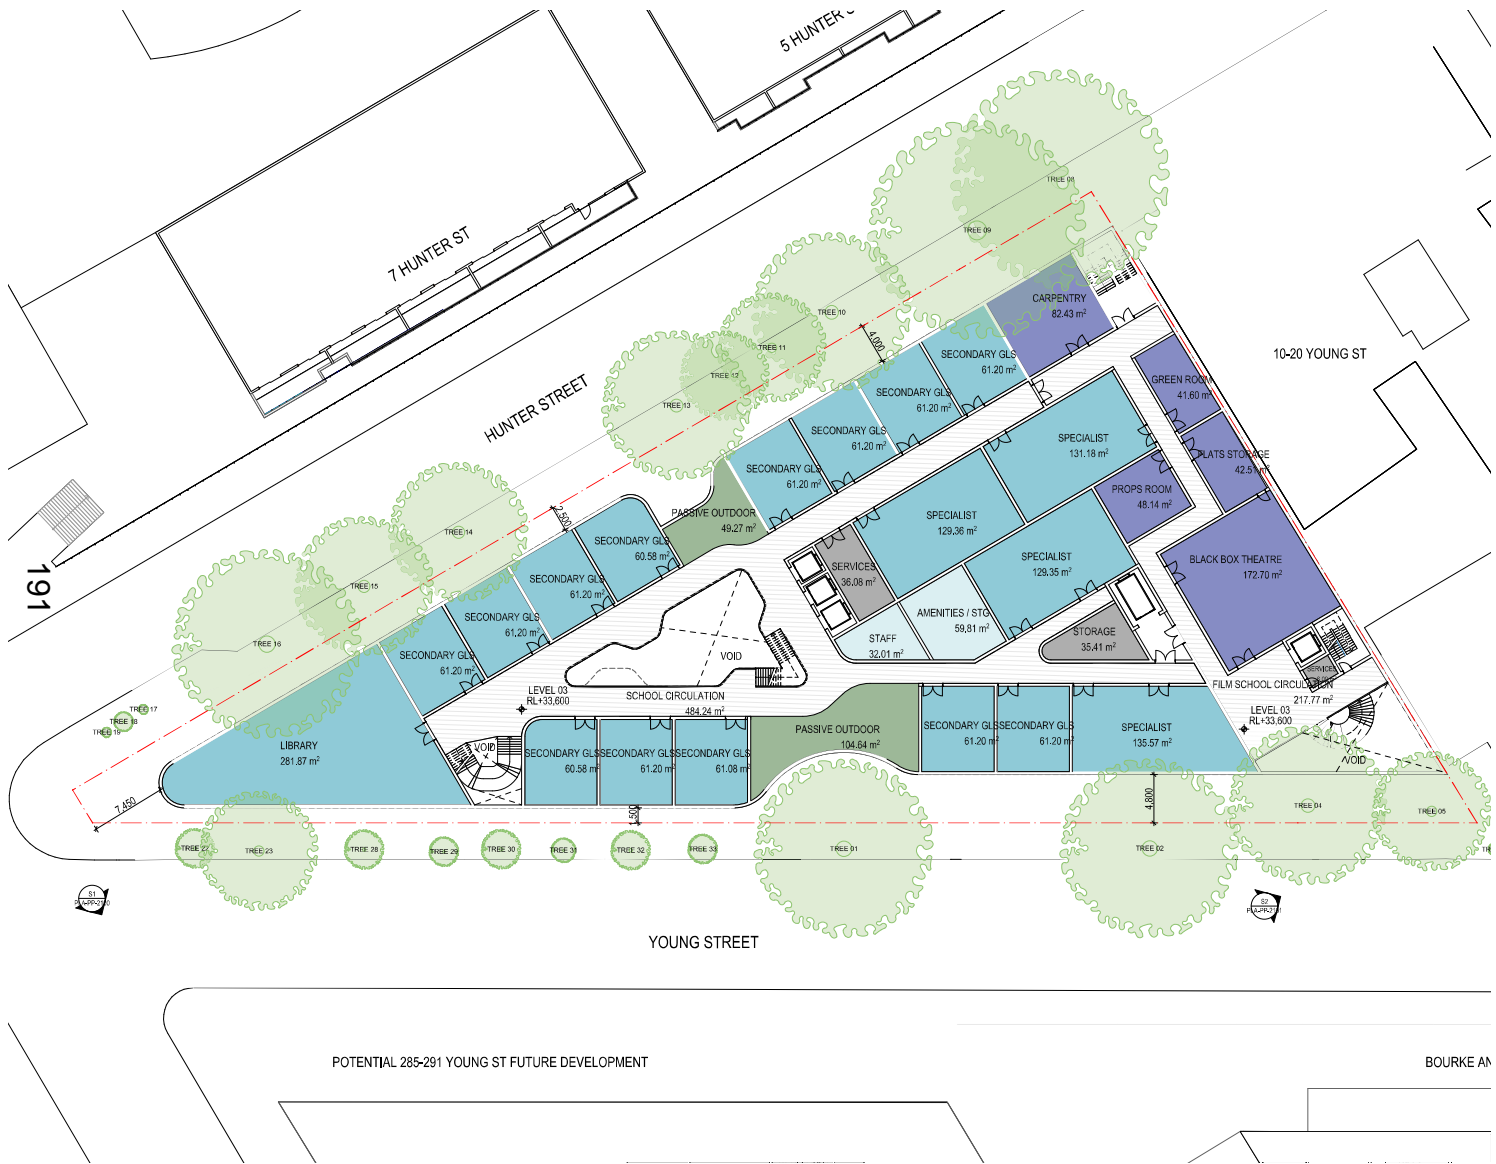 7 HUNTER ST
HUNTER STREET
191
10-20 YOUNG ST
TREE 09
TREE 10
TREE 11
TREE 12
TREE 13
TREE 14
TREE 15
TREE 16
TREE 17
TREE 18
4,000
2,500
CARPENTRY
82.43 m²
SECONDARY GLS
61.20 m²
SECONDARY GLS
61.20 m²
SECONDARY GLS
61.20 m²
SECONDARY GLS
61.20 m²
GREEN ROOM
41.60 m²
FLATS STORAGE
42.51 m²
SPECIALIST
131.18 m²
PROPS ROOM
48.14 m²
SPECIALIST
129.36 m²
SPECIALIST
129.35 m²
BLACK BOX THEATRE
172.70 m²
PASSIVE OUTDOOR
49.27 m²
SECONDARY GLS
60.58 m²
SECONDARY GLS
61.20 m²
SECONDARY GLS
61.20 m²
SECONDARY GLS
61.20 m²
SERVICES
36.08 m²
AMENITIES / STG
59.81 m²
STAFF
32.01 m²
STORAGE
35.41 m²
VOID
SERVICES
SCHOOL CIRCULATION
484.24 m²
FILM SCHOOL CIRCULATION
217.77 m²
LEVEL 03
RL+33,600
LEVEL 03
RL+33,600
LIBRARY
281.87 m²
VOID
SECONDARY GLS
60.58 m²
SECONDARY GLS
61.20 m²
SECONDARY GLS
61.08 m²
PASSIVE OUTDOOR
104.64 m²
SECONDARY GLS
61.20 m²
SECONDARY GLS
61.20 m²
SPECIALIST
135.57 m²
VOID
7,450
1,500
4,800
TREE 23
TREE 28
TREE 29
TREE 30
TREE 31
TREE 32
TREE 33
TREE 01
TREE 02
TREE 04
TREE 05
S1
S2
YOUNG STREET
POTENTIAL 285-291 YOUNG ST FUTURE DEVELOPMENT